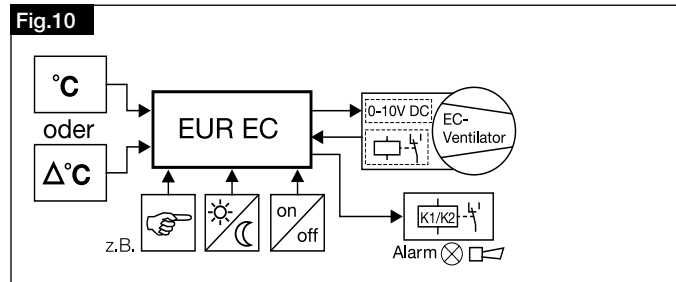 Fig.10
°C
oder
Δ°C
EUR EC
0-10V DC
EC-
Ventilator
z.B.
on
off
K1/K2
Alarm